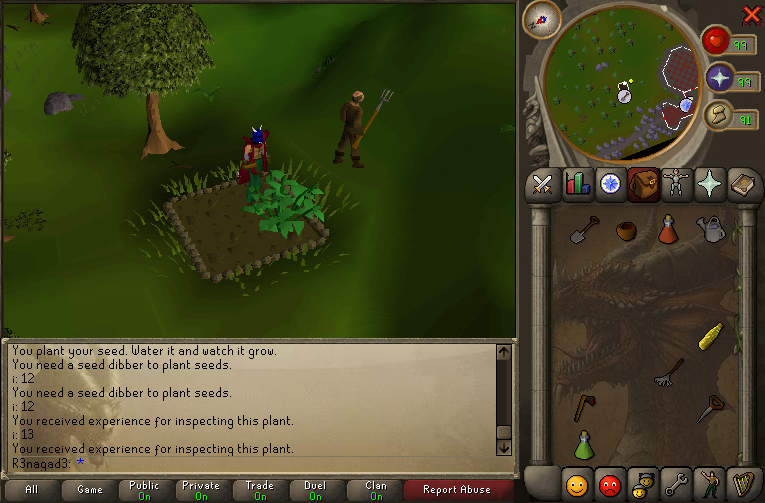 99
99
91
You plant your seed. Water it and watch it grow.
You need a seed dibber to plant seeds.
i: 12
You need a seed dibber to plant seeds.
i: 12
You received experience for inspecting this plant.
i: 13
You received experience for inspecting this plant.
R3nagad3: *
All Game Public On Private On Trade On Duel On Clan On Report Abuse